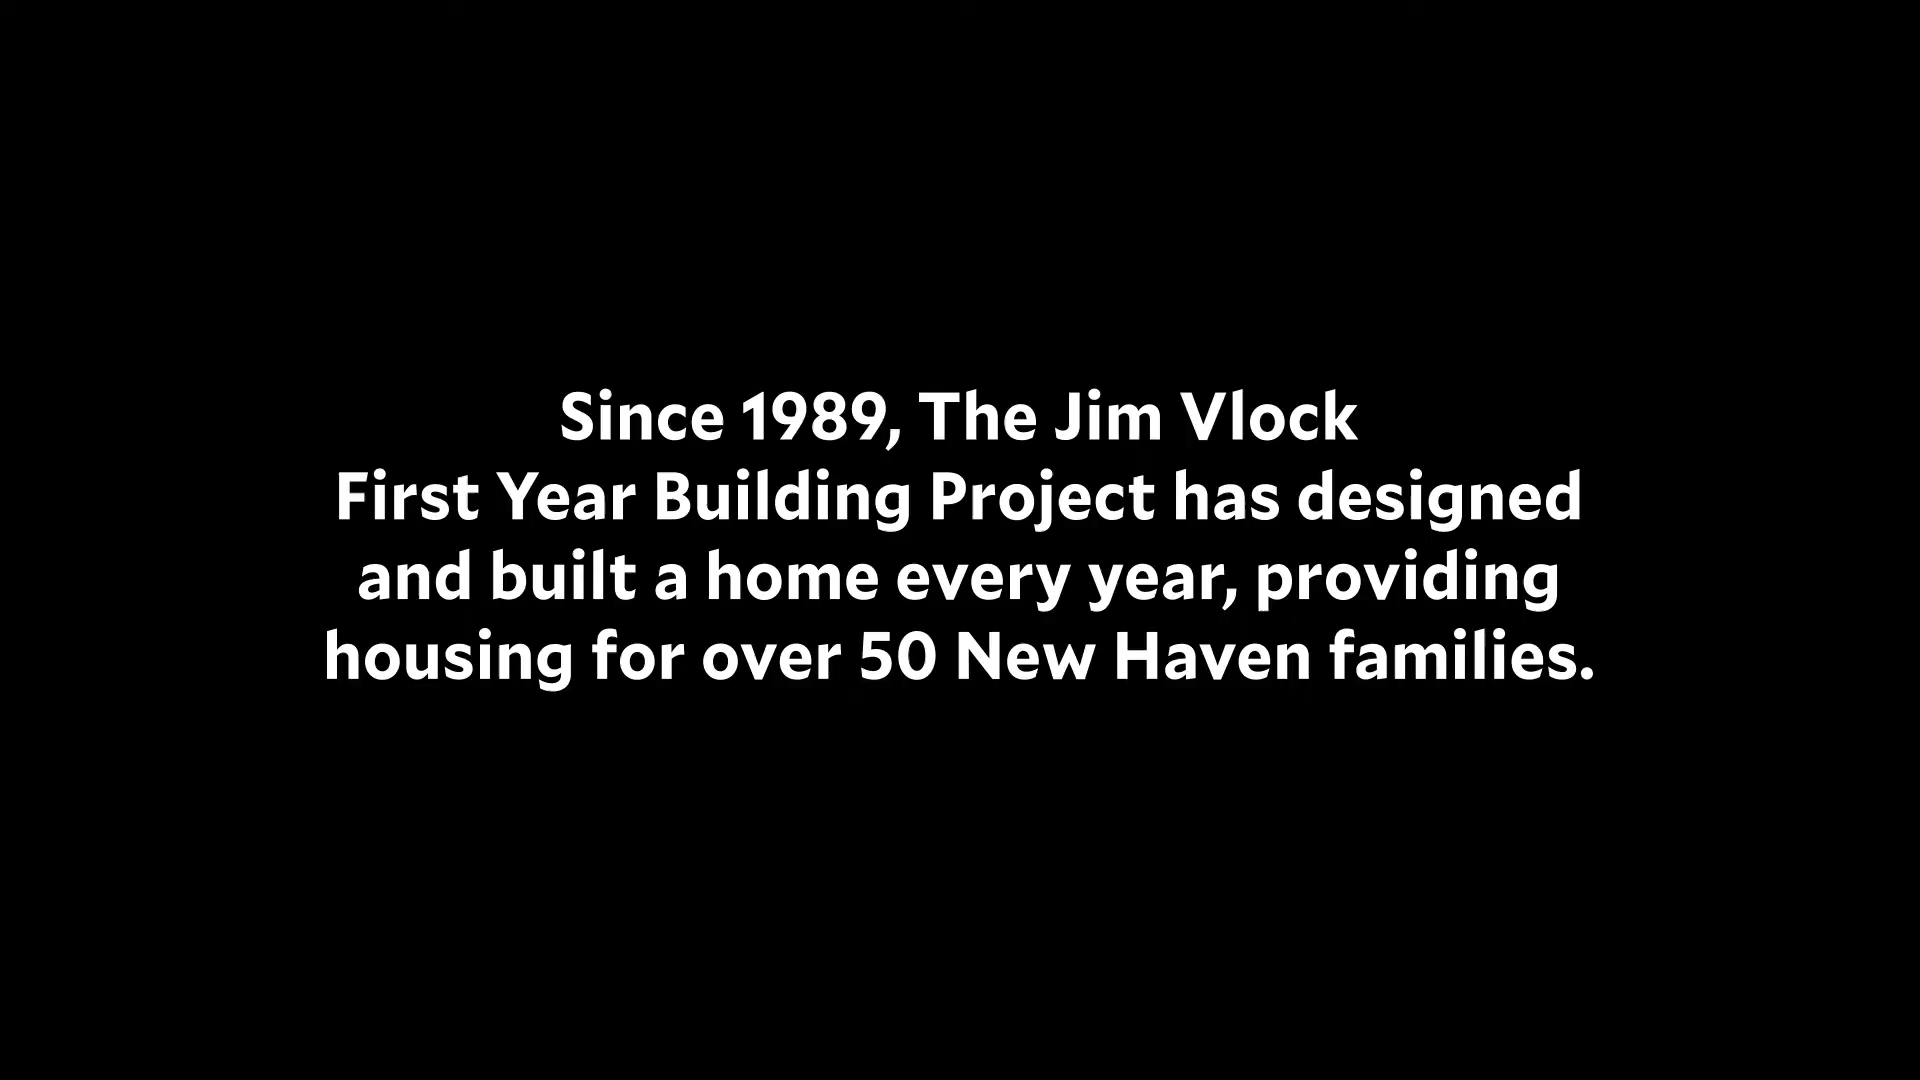 Since 1989, The Jim Vlock
First Year Building Project has designed
and built a home every year, providing
housing for over 50 New Haven families.